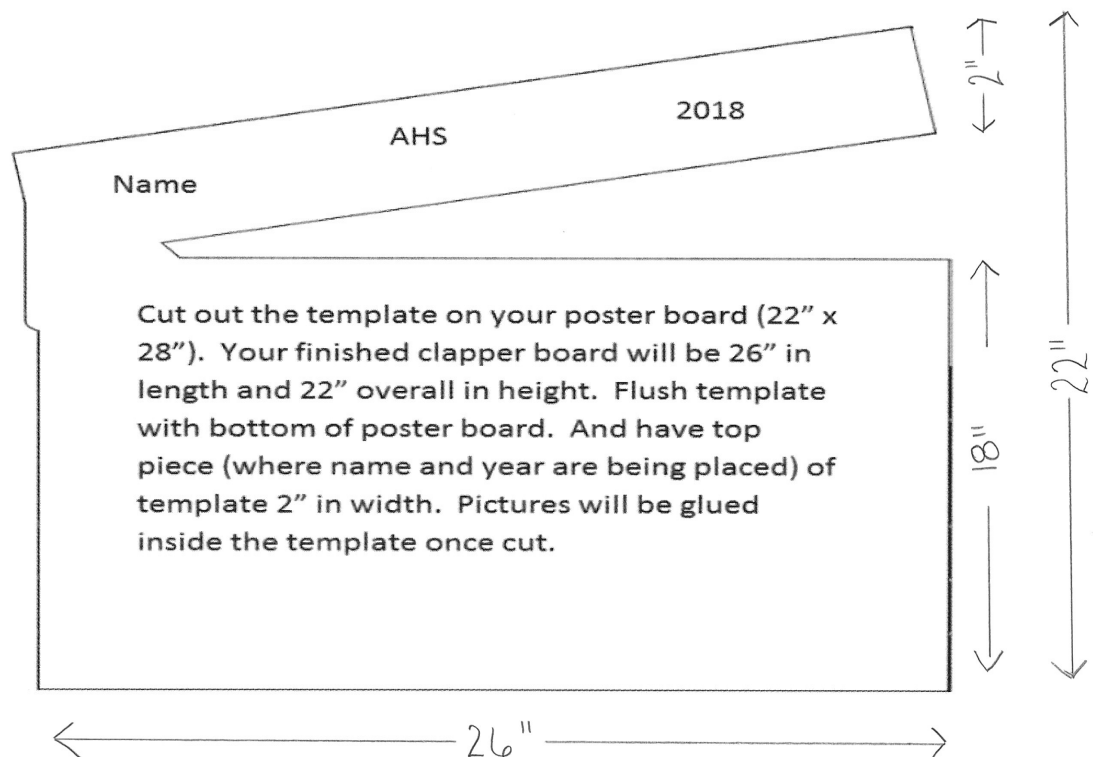 AHS 2018
Name
2"
22"
Cut out the template on your poster board (22” x
28”).  Your finished clapper board will be 26” in
length and 22” overall in height.  Flush template
with bottom of poster board.  And have top
piece (where name and year are being placed) of
template 2” in width.  Pictures will be glued
inside the template once cut.
18"
26"